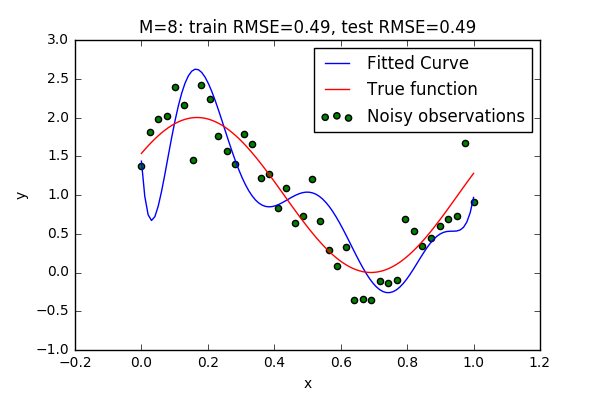 M=8: train RMSE=0.49, test RMSE=0.49
3.0
2.5
2.0
1.5
1.0
0.5
0.0
−0.5
−1.0
y
Fitted Curve
True function
Noisy observations
−0.2 0.0 0.2 0.4 0.6 0.8 1.0 1.2
x